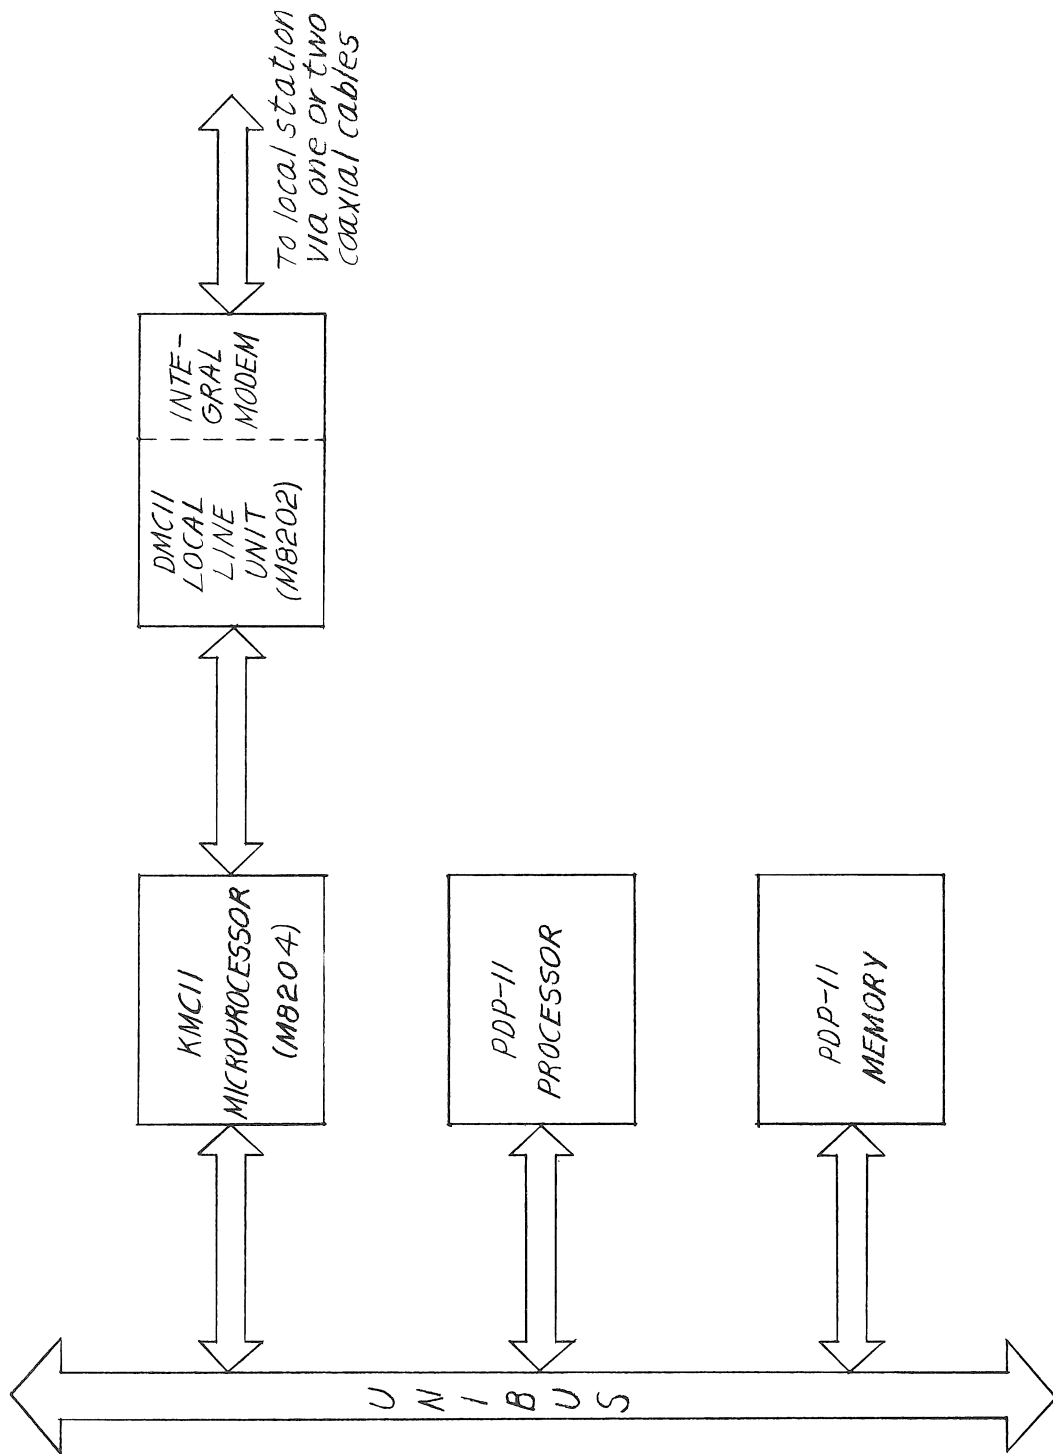 UNIBUS
KMC11
MICROPROCESSOR
(M8204)
PDP-11
PROCESSOR
PDP-11
MEMORY
DMC11
LOCAL
LINE
UNIT
(M8202)
INTE-
GRAL
MODEM
To local station
via one or two
coaxial cables